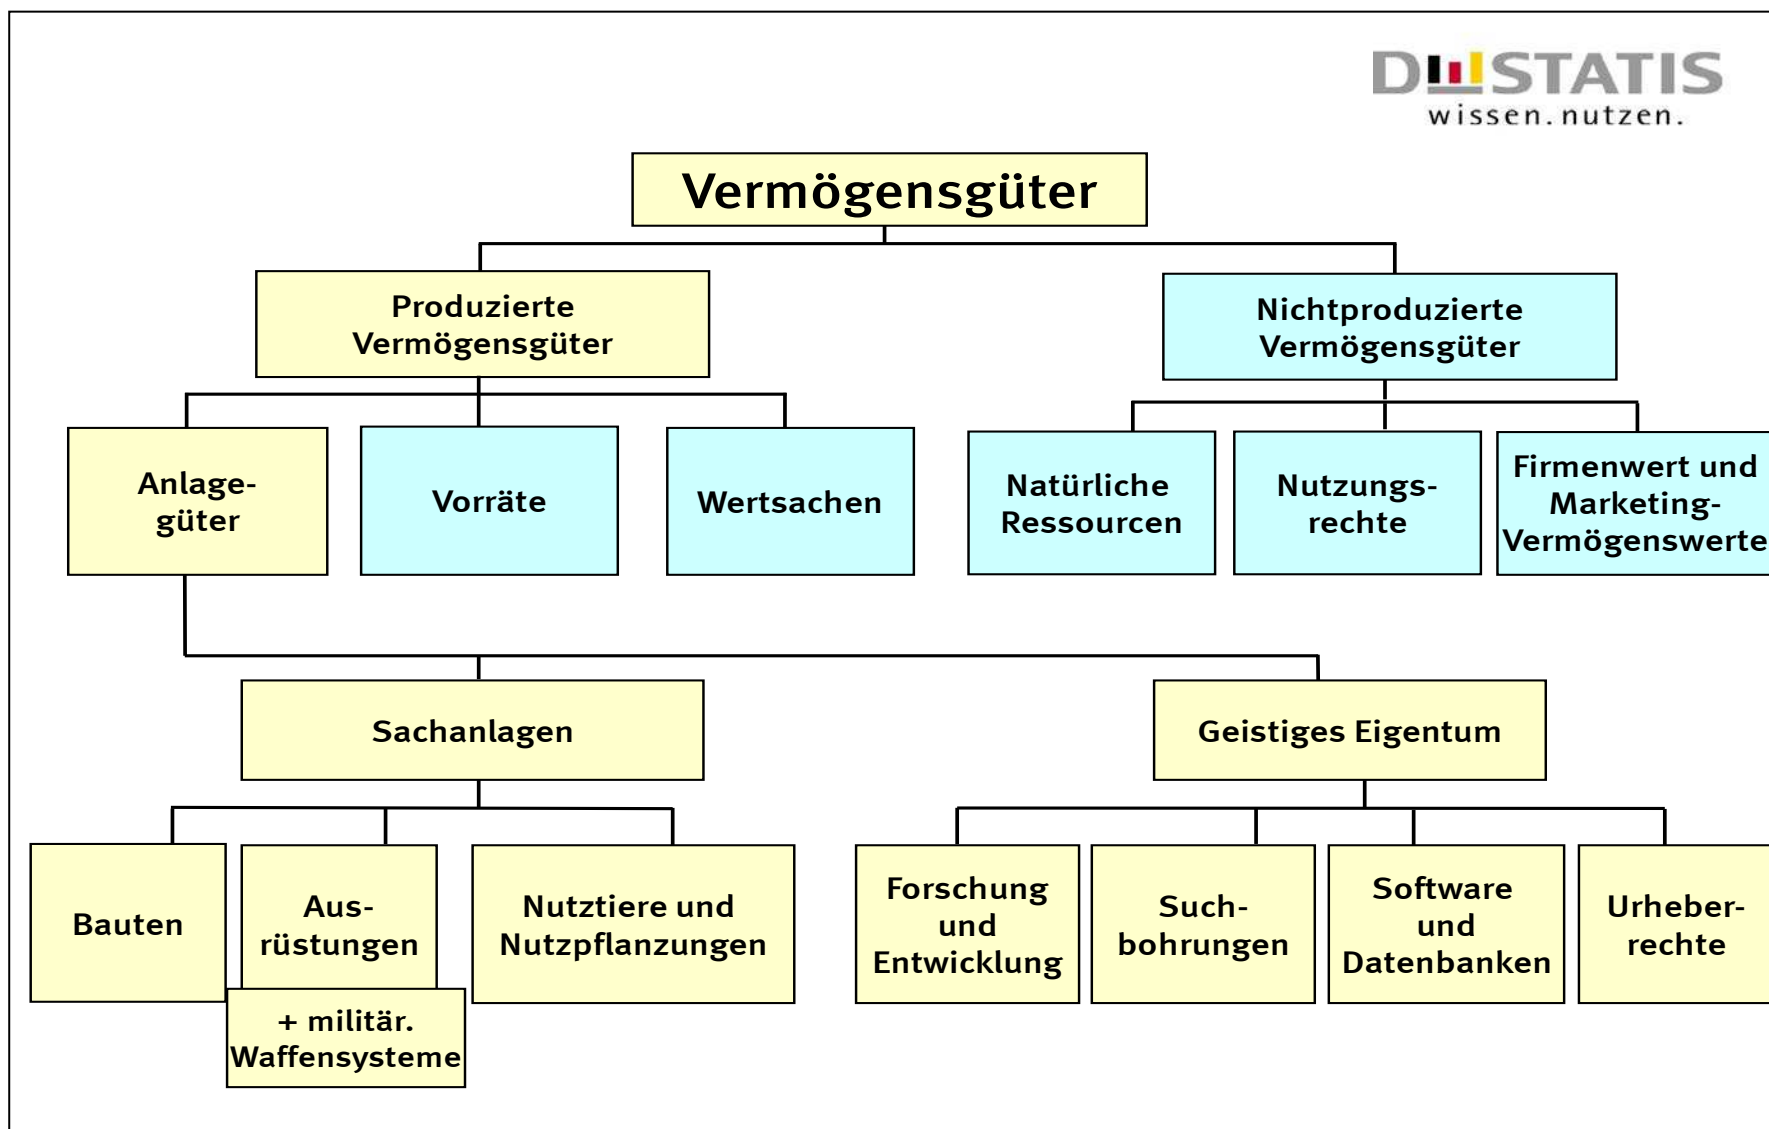 DESTATIS
wissen.nutzen.
Vermögensgüter
Produzierte
Vermögensgüter
Nichtproduzierte
Vermögensgüter
Anlage-
güter
Vorräte
Wertsachen
Natürliche
Ressourcen
Nutzungs-
rechte
Firmenwert und
Marketing-
Vermögenswerte
Sachanlagen
Geistiges Eigentum
Bauten
Aus-
rüstungen
+ militär.
Waffensysteme
Nutztiere und
Nutzpflanzungen
Forschung
und
Entwicklung
Such-
bohrungen
Software
und
Datenbanken
Urheber-
rechte